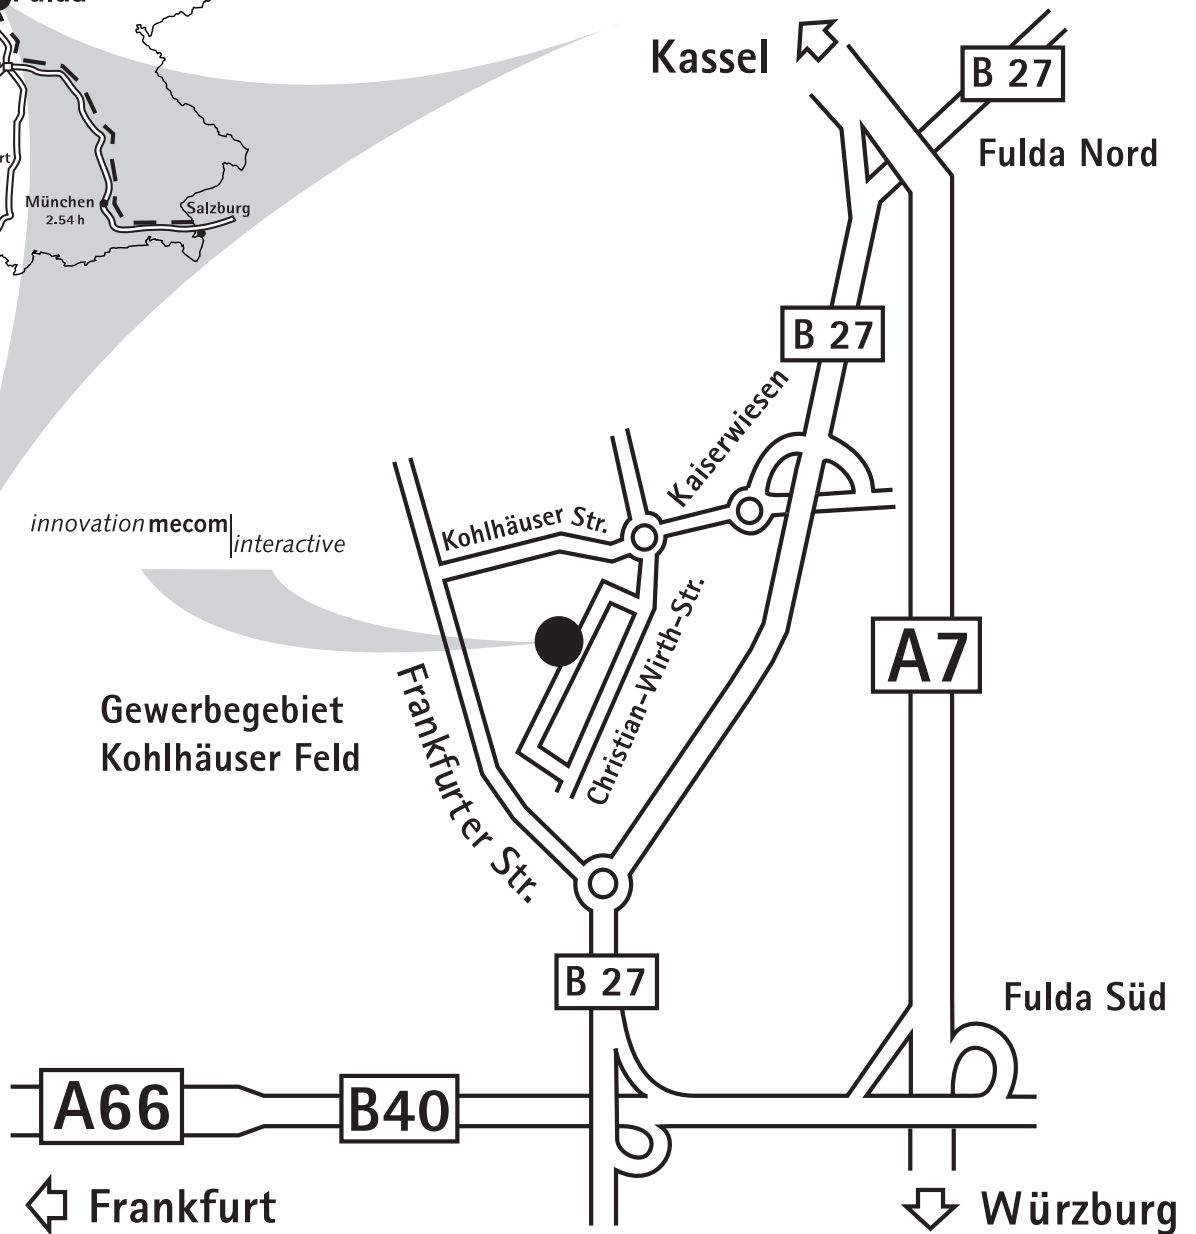 Fulda
Kassel
B 27
Fulda Nord
München
2.54 h
Salzburg
B 27
Kaiserwiesen
innovation mecom
interactive
Kohlhäuser Str.
Christian-Wirth-Str.
A7
Frankfurter Str.
Gewerbegebiet
Kohlhäuser Feld
B 27
Fulda Süd
A66
B40
Frankfurt
Würzburg